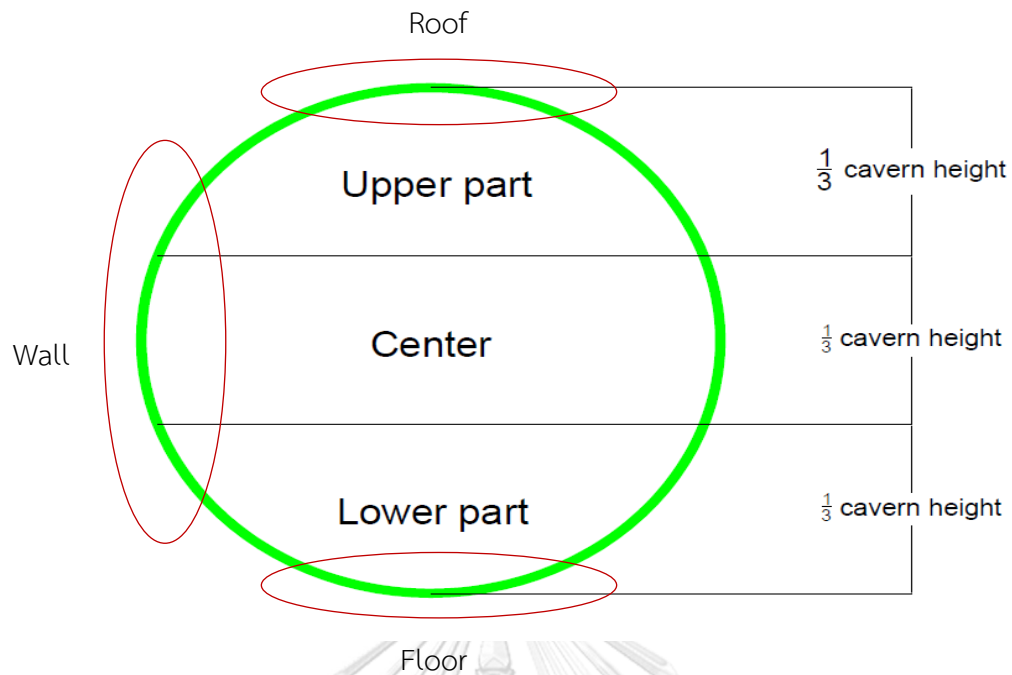 Roof
1/3 cavern height
Upper part
1/3 cavern height
Center
Wall
1/3 cavern height
Lower part
Floor